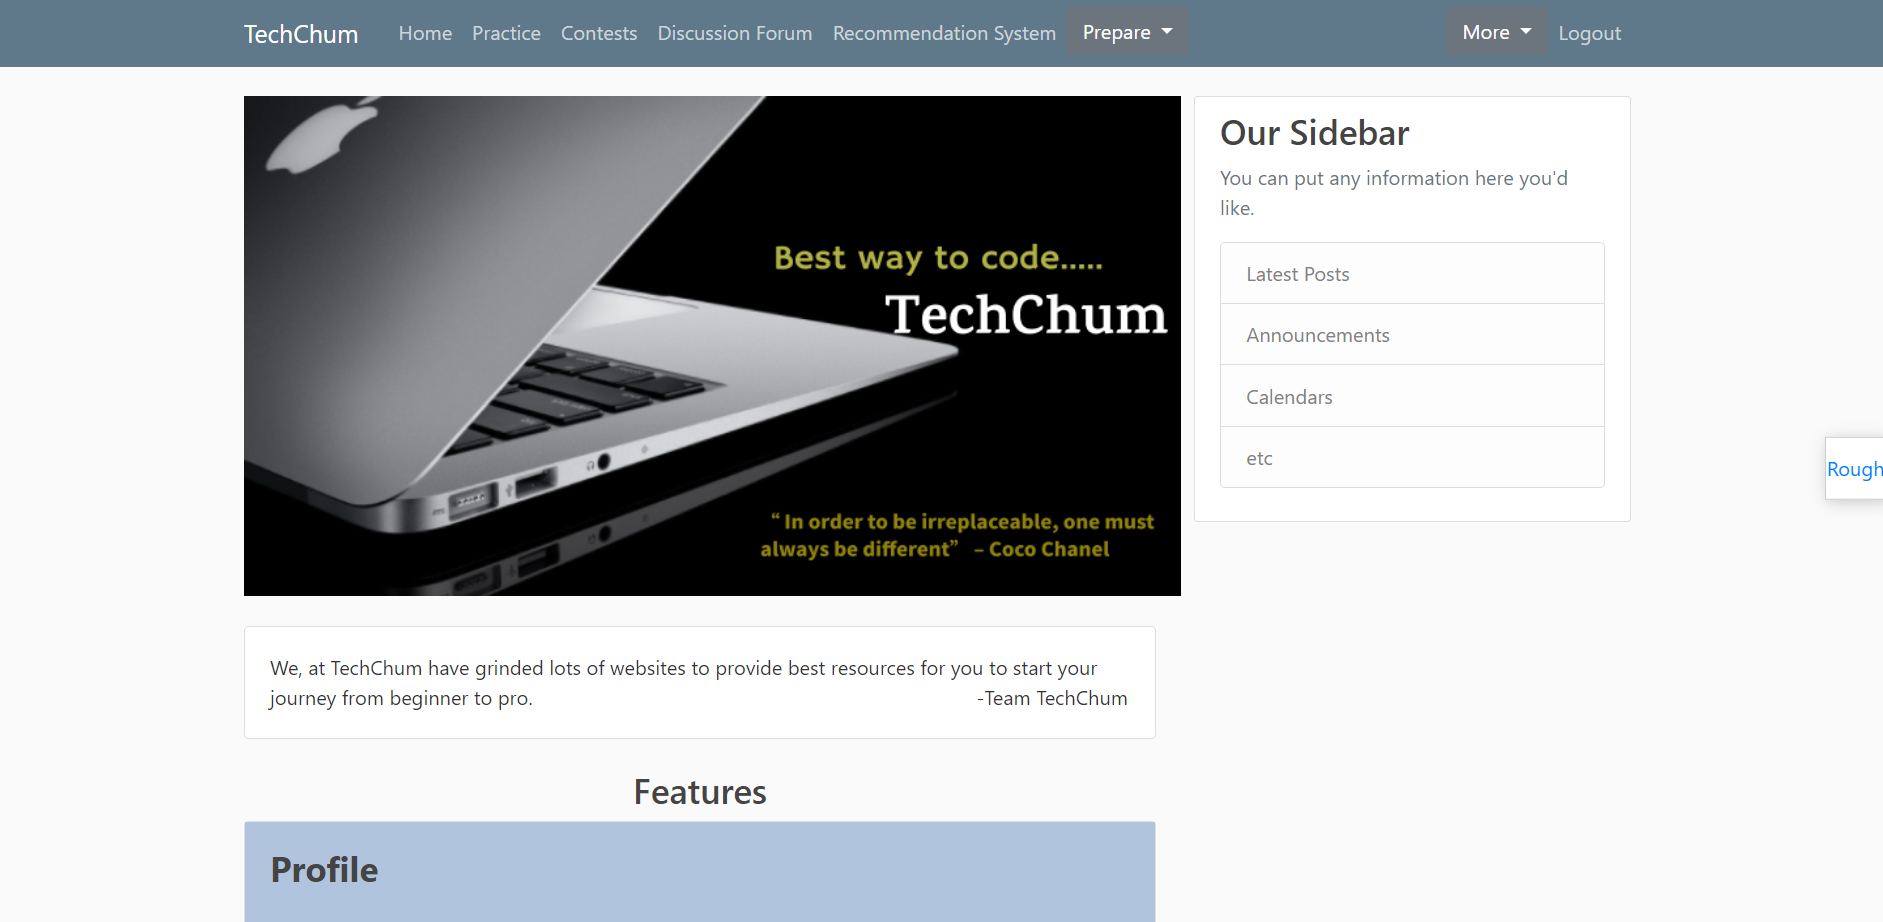 TechChum Home Practice Contests Discussion Forum Recommendation System Prepare More Logout
Best way to code.....
TechChum
“ In order to be irreplaceable, one must
always be different” – Coco Chanel
Our Sidebar
You can put any information here you'd
like.
Latest Posts
Announcements
Calendars
etc
Rough
We, at TechChum have grinded lots of websites to provide best resources for you to start your
journey from beginner to pro. -Team TechChum
Features
Profile